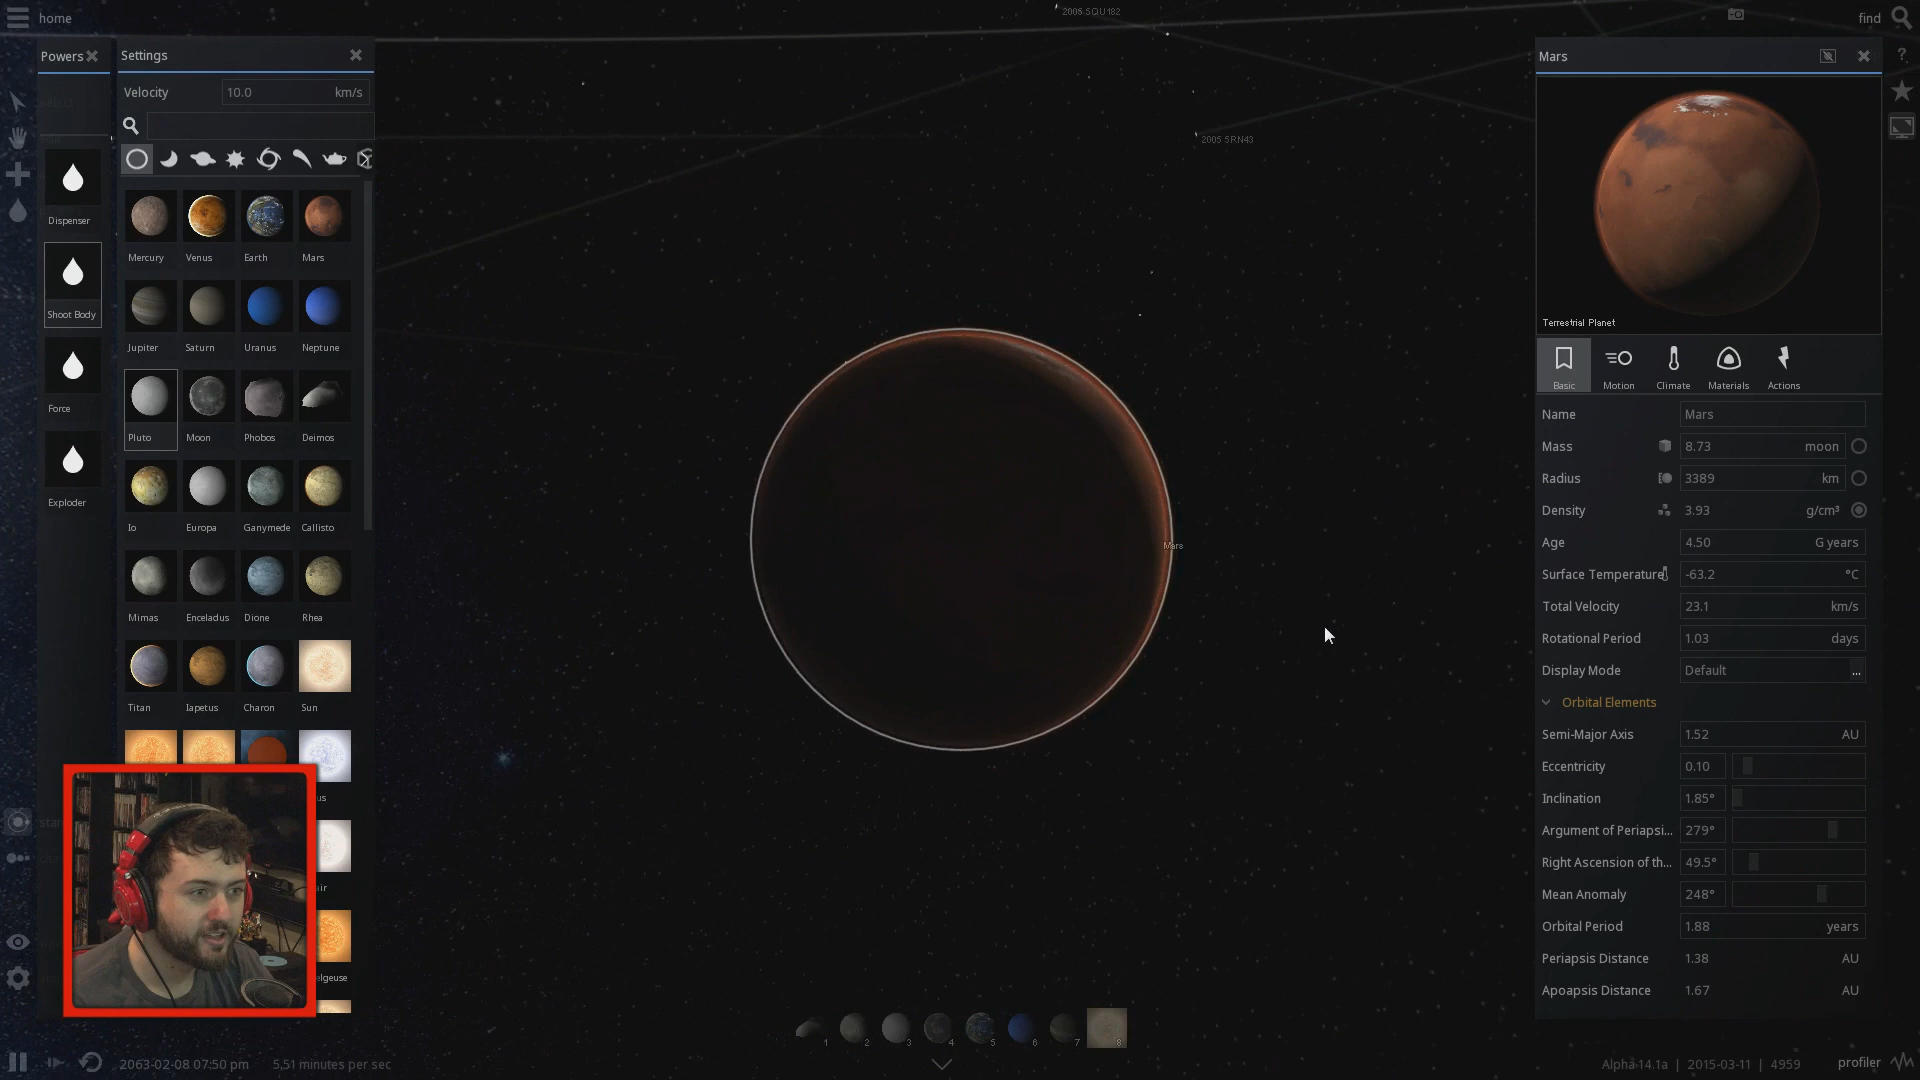 home
2005 SQU182
find
Powers
Settings
Mars
Velocity 10.0 km/s
2005 SRN43
Dispenser
Shoot Body
Force
Exploder
Mercury Venus Earth Mars
Jupiter Saturn Uranus Neptune
Pluto Moon Phobos Deimos
Io Europa Ganymede Callisto
Mimas Enceladus Dione Rhea
Titan Iapetus Charon Sun
us
air
elgeuse
Mars
Terrestrial Planet
Basic Motion Climate Materials Actions
Name Mars
Mass 8.73 moon
Radius 3389 km
Density 3.93 g/cm³
Age 4.50 G years
Surface Temperature -63.2 °C
Total Velocity 23.1 km/s
Rotational Period 1.03 days
Display Mode Default ...
Orbital Elements
Semi-Major Axis 1.52 AU
Eccentricity 0.10
Inclination 1.85°
Argument of Periapsi... 279°
Right Ascension of th... 49.5°
Mean Anomaly 248°
Orbital Period 1.88 years
Periapsis Distance 1.38 AU
Apoapsis Distance 1.67 AU
1 2 3 4 5 6 7 8
2063-02-08 07:50 pm 5.51 minutes per sec
Alpha 14.1a | 2015-03-11 | 4959 profiler